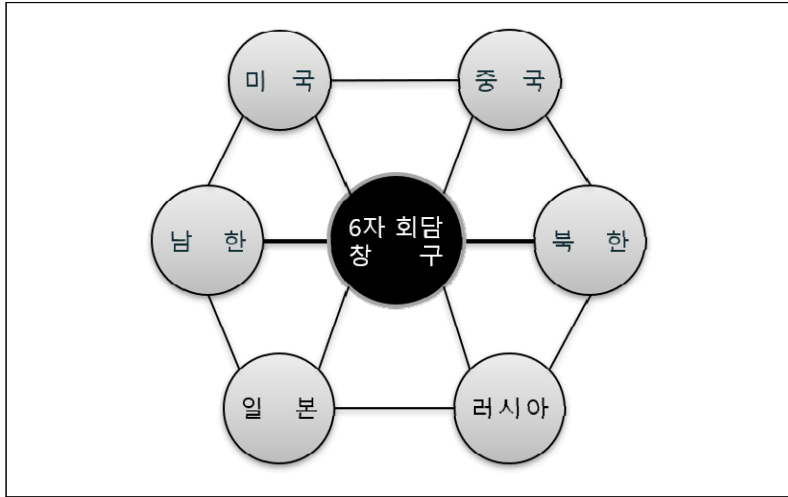 미 국
중 국
남 한
6자 회담
창 구
북 한
일 본
러시아